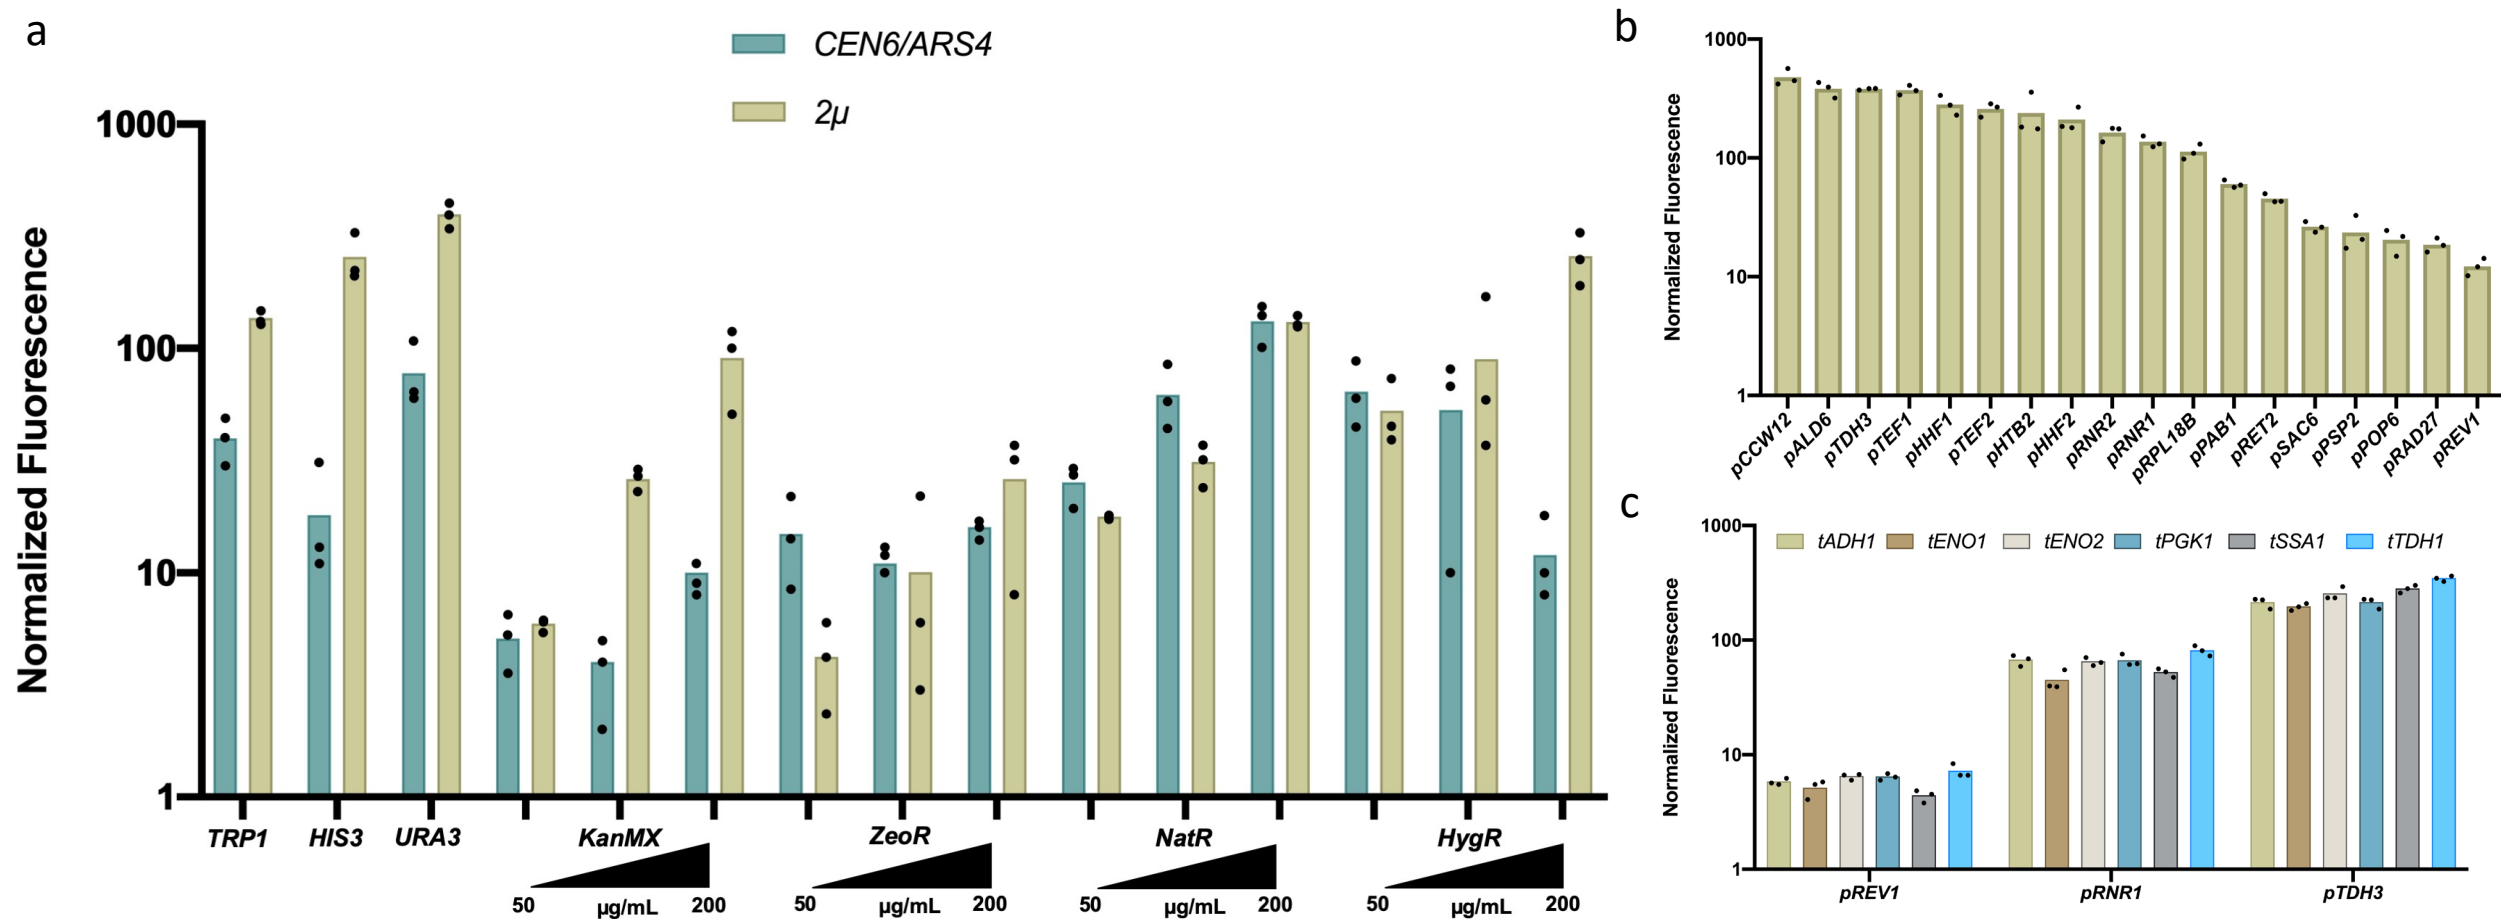 a
CEN6/ARS4
2μ
Normalized Fluorescence
1000
100
10
1
TRP1 HIS3 URA3 KanMX ZeoR NatR HygR
50 μg/mL 200 50 μg/mL 200 50 μg/mL 200 50 μg/mL 200
b
Normalized Fluorescence
1000
100
10
1
pCCW12 pALD6 pTDH3 pTEF1 pHHF1 pTEF2 pHTB2 pHHF2 pRNR2 pRNR1 pRPL18B pPAB1 pRET2 pSAC6 pPSP2 pPOP6 pRAD27 pREV1
c
tADH1 tENO1 tENO2 tPGK1 tSSA1 tTDH1
Normalized Fluorescence
1000
100
10
1
pREV1 pRNR1 pTDH3